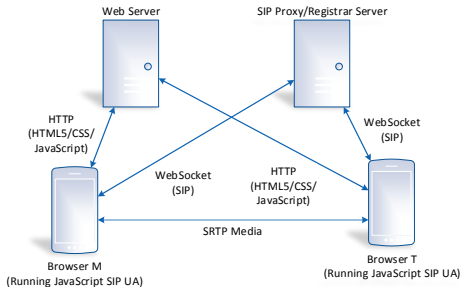 Web Server
SIP Proxy/Registrar Server
HTTP
(HTML5/CSS/
JavaScript)
WebSocket
(SIP)
WebSocket
(SIP)
HTTP
(HTML5/CSS/
JavaScript)
SRTP Media
Browser M
(Running JavaScript SIP UA)
Browser T
(Running JavaScript SIP UA)